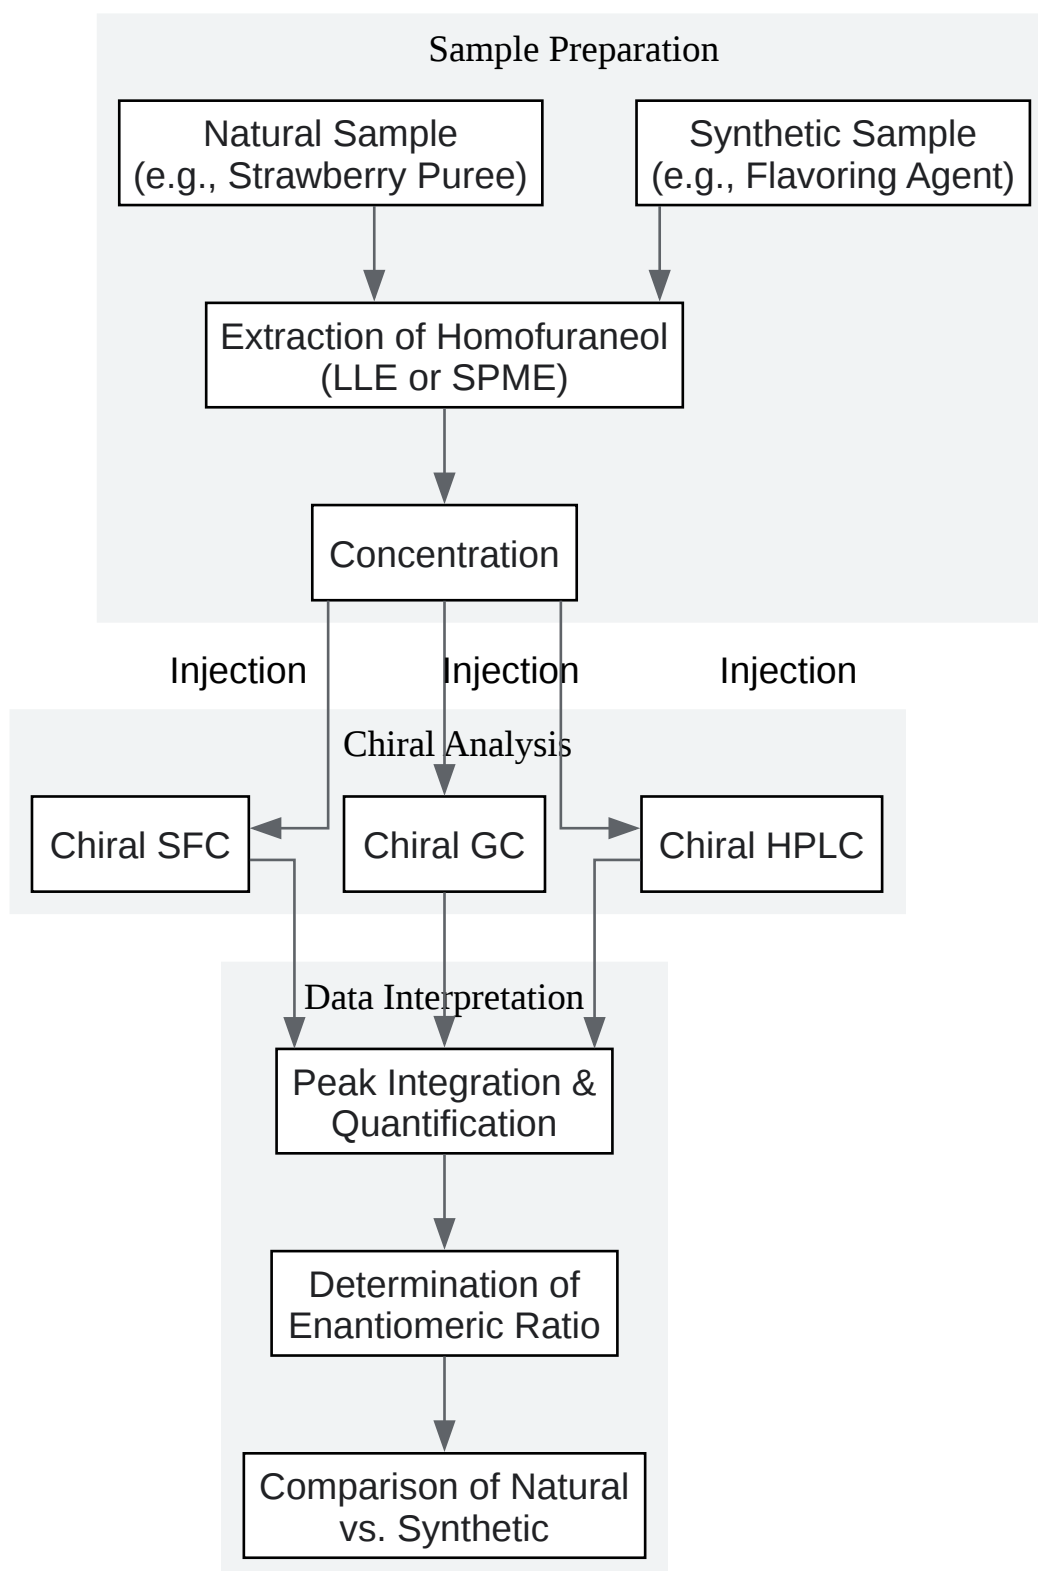 Sample Preparation
Natural Sample
(e.g., Strawberry Puree)
Synthetic Sample
(e.g., Flavoring Agent)
Extraction of Homofuraneol
(LLE or SPME)
Concentration
Injection
Injection
Injection
Chiral Analysis
Chiral SFC
Chiral GC
Chiral HPLC
Data Interpretation
Peak Integration &
Quantification
Determination of
Enantiomeric Ratio
Comparison of Natural
vs. Synthetic